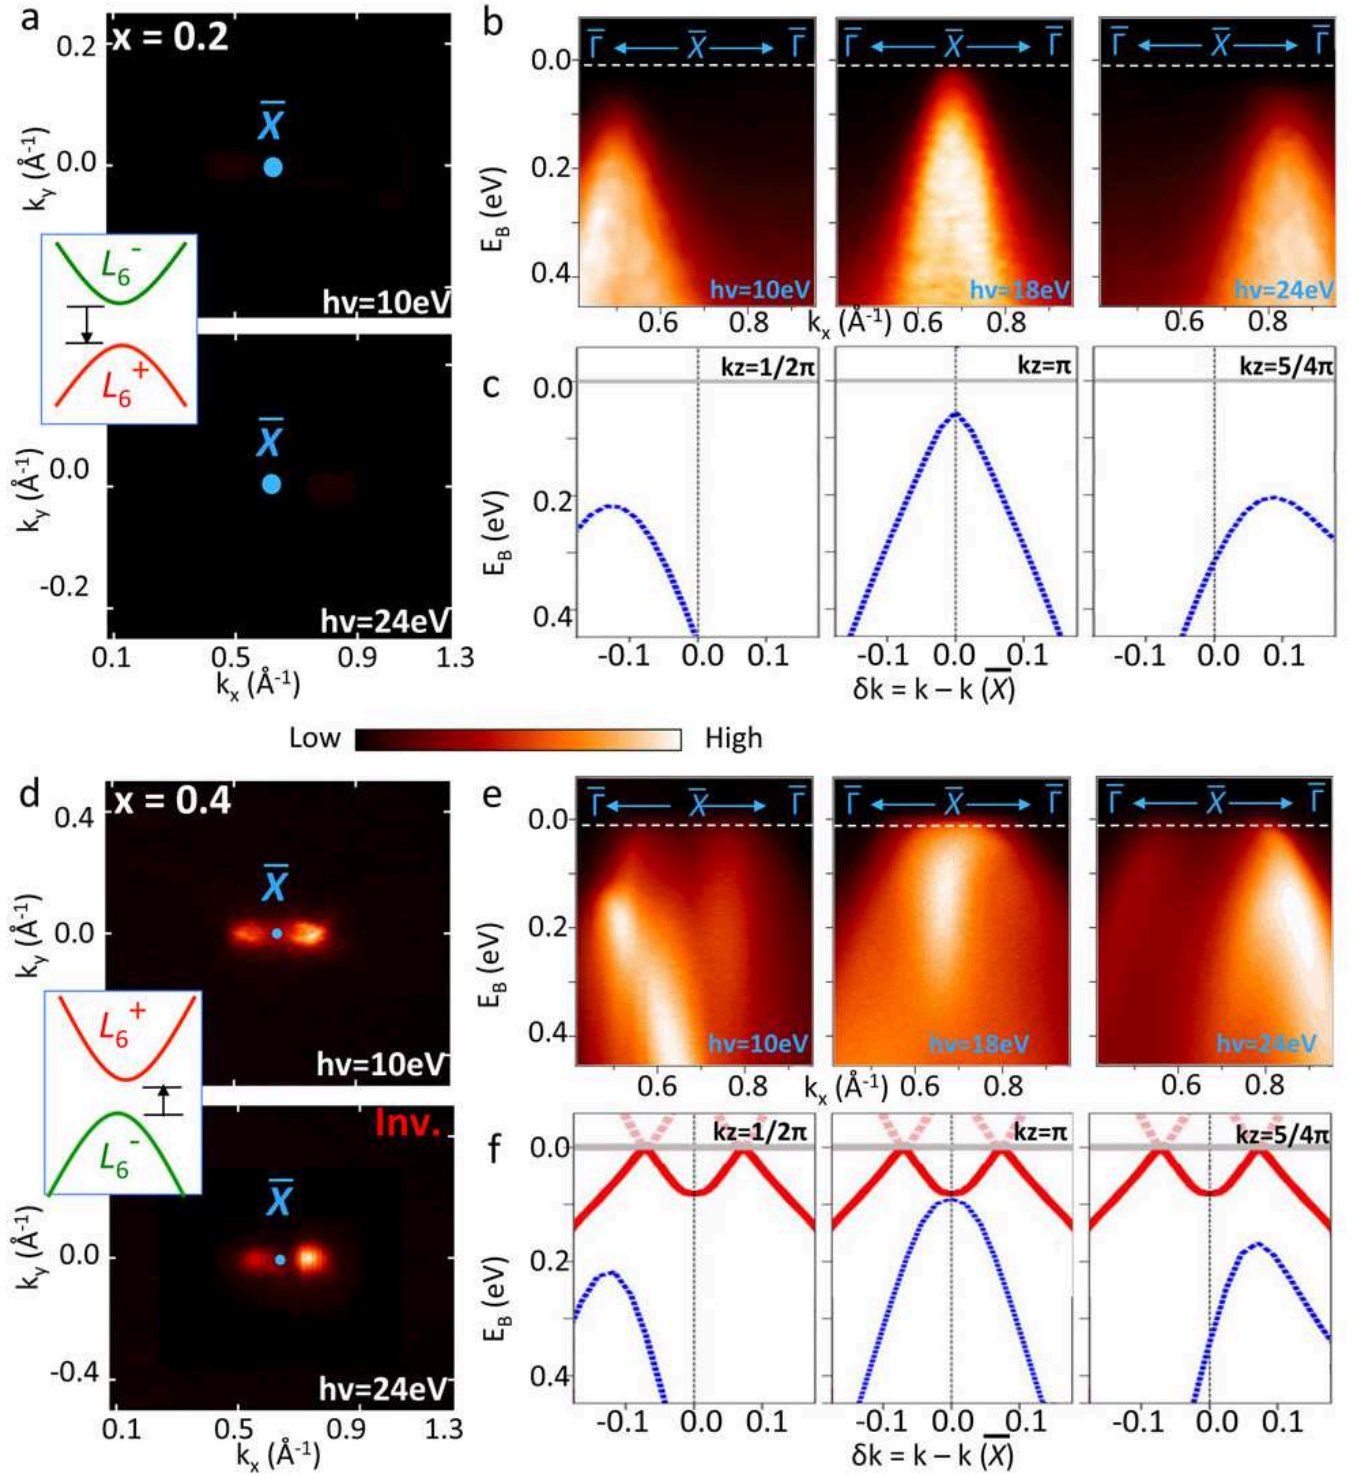 a
x = 0.2
0.2
0.0
k_y (Å⁻¹)
X̅
hν=10eV
L₆⁻
L₆⁺
X̅
0.0
-0.2
k_y (Å⁻¹)
hν=24eV
0.1 0.5 0.9 1.3
k_x (Å⁻¹)
b
Γ̅ X̅ Γ̅ Γ̅ X̅ Γ̅ Γ̅ X̅ Γ̅
0.0
0.2
0.4
E_B (eV)
hν=10eV hν=18eV hν=24eV
0.6 0.8 k_x (Å⁻¹) 0.6 0.8 0.6 0.8
c
kz=1/2π kz=π kz=5/4π
0.0
0.2
0.4
E_B (eV)
-0.1 0.0 0.1 -0.1 0.0 0.1 -0.1 0.0 0.1
δk = k – k (X̅)
Low High
d
x = 0.4
0.4
0.0
k_y (Å⁻¹)
X̅
hν=10eV
L₆⁺
L₆⁻
Inv.
X̅
0.0
-0.4
k_y (Å⁻¹)
hν=24eV
0.1 0.5 0.9 1.3
k_x (Å⁻¹)
e
Γ̅ X̅ Γ̅ Γ̅ X̅ Γ̅ Γ̅ X̅ Γ̅
0.0
0.2
0.4
E_B (eV)
hν=10eV hν=18eV hν=24eV
0.6 0.8 k_x (Å⁻¹) 0.6 0.8 0.6 0.8
f
kz=1/2π kz=π kz=5/4π
0.0
0.2
0.4
E_B (eV)
-0.1 0.0 0.1 -0.1 0.0 0.1 -0.1 0.0 0.1
δk = k – k (X̅)